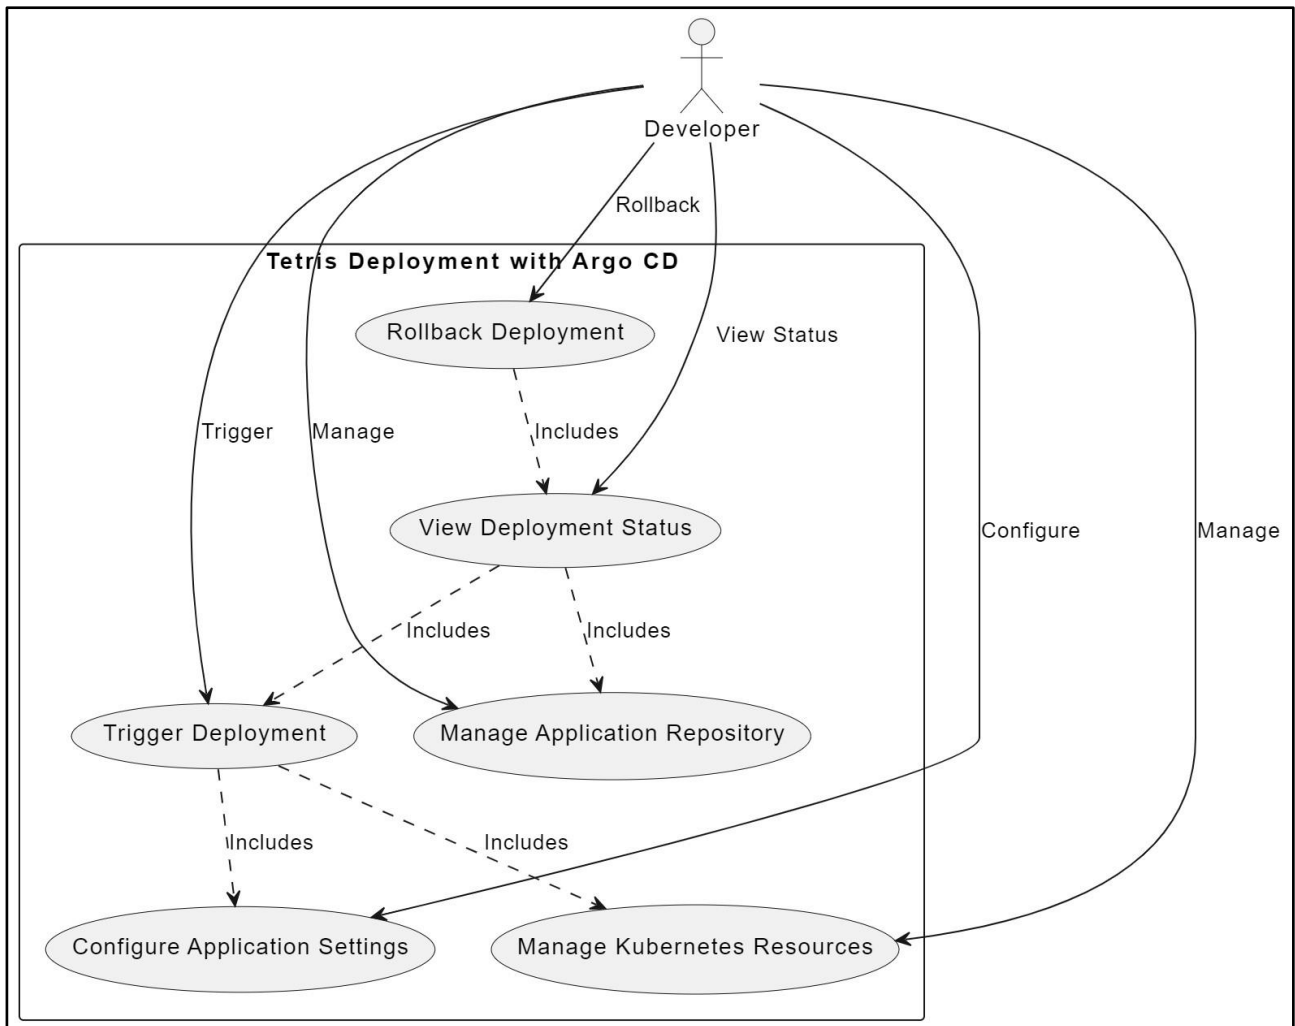 Developer
Rollback
Tetris Deployment with Argo CD
Rollback Deployment
View Status
Trigger
Manage
Includes
View Deployment Status
Configure
Manage
Includes
Includes
Trigger Deployment
Manage Application Repository
Includes
Includes
Configure Application Settings
Manage Kubernetes Resources